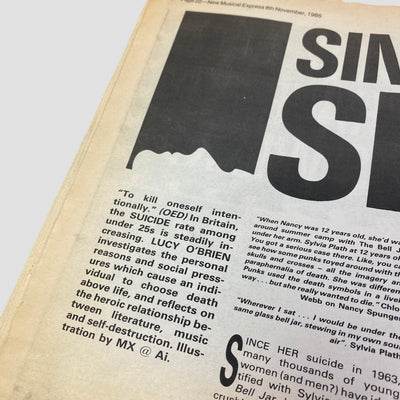 Page 20 – New Musical Express 8th November, 1986
SIN
SE
"To kill oneself inten-
tionally." (OED) In Britain,
the SUICIDE rate among
under 25s is steadily in-
creasing. LUCY O'BRIEN
investigates the personal
reasons and social press-
ures which cause an indi-
vidual to choose death
above life, and reflects on
the heroic relationship be-
tween literature, music
and self-destruction. Illus-
tration by MX @ Ai.
"When Nancy was 12 years old, she'd wa
around summer camp with The Bell J
under her arm. Sylvia Plath at 12 years ol
You got a serious case there. Like, you c
see how some punks toyed around with th
skulls and crosses – all the imagery an
paraphernalia of death. She was differen
Punks used the death symbols in a livel
way . . . but she really wanted to die." Chlo
Webb on Nancy Spunge
"Wherever I sat . . . I would be under the
same glass bell jar, stewing in my own sou
air". Sylvia Plath
SINCE HER suicide in 1963,
many thousands of young
women (and men?) have id
tified with Sylvia
Bell Jar